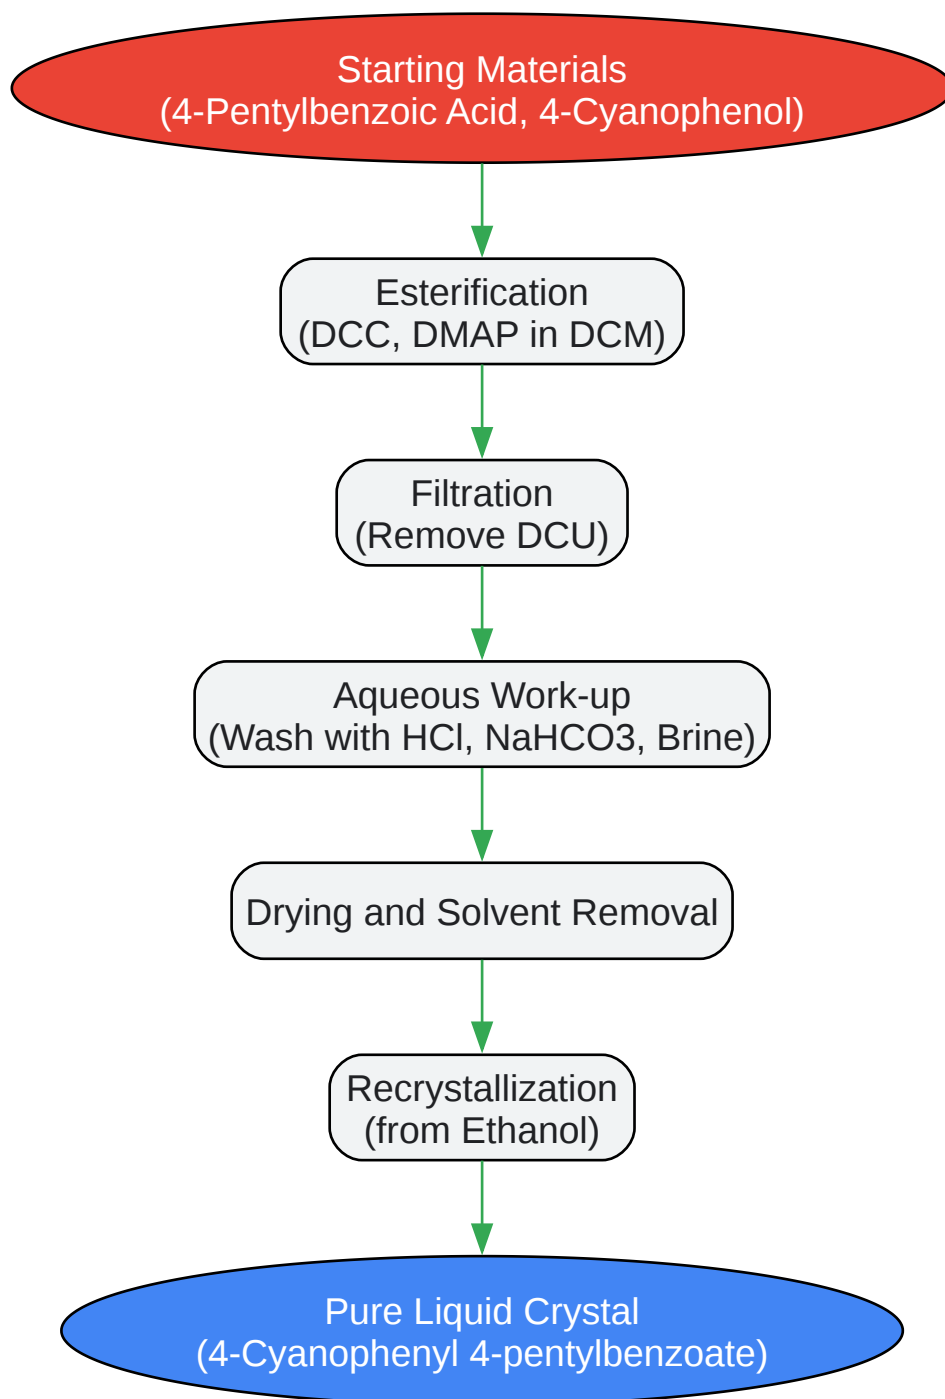 Starting Materials
(4-Pentylbenzoic Acid, 4-Cyanophenol)
Esterification
(DCC, DMAP in DCM)
Filtration
(Remove DCU)
Aqueous Work-up
(Wash with HCl, NaHCO3, Brine)
Drying and Solvent Removal
Recrystallization
(from Ethanol)
Pure Liquid Crystal
(4-Cyanophenyl 4-pentylbenzoate)